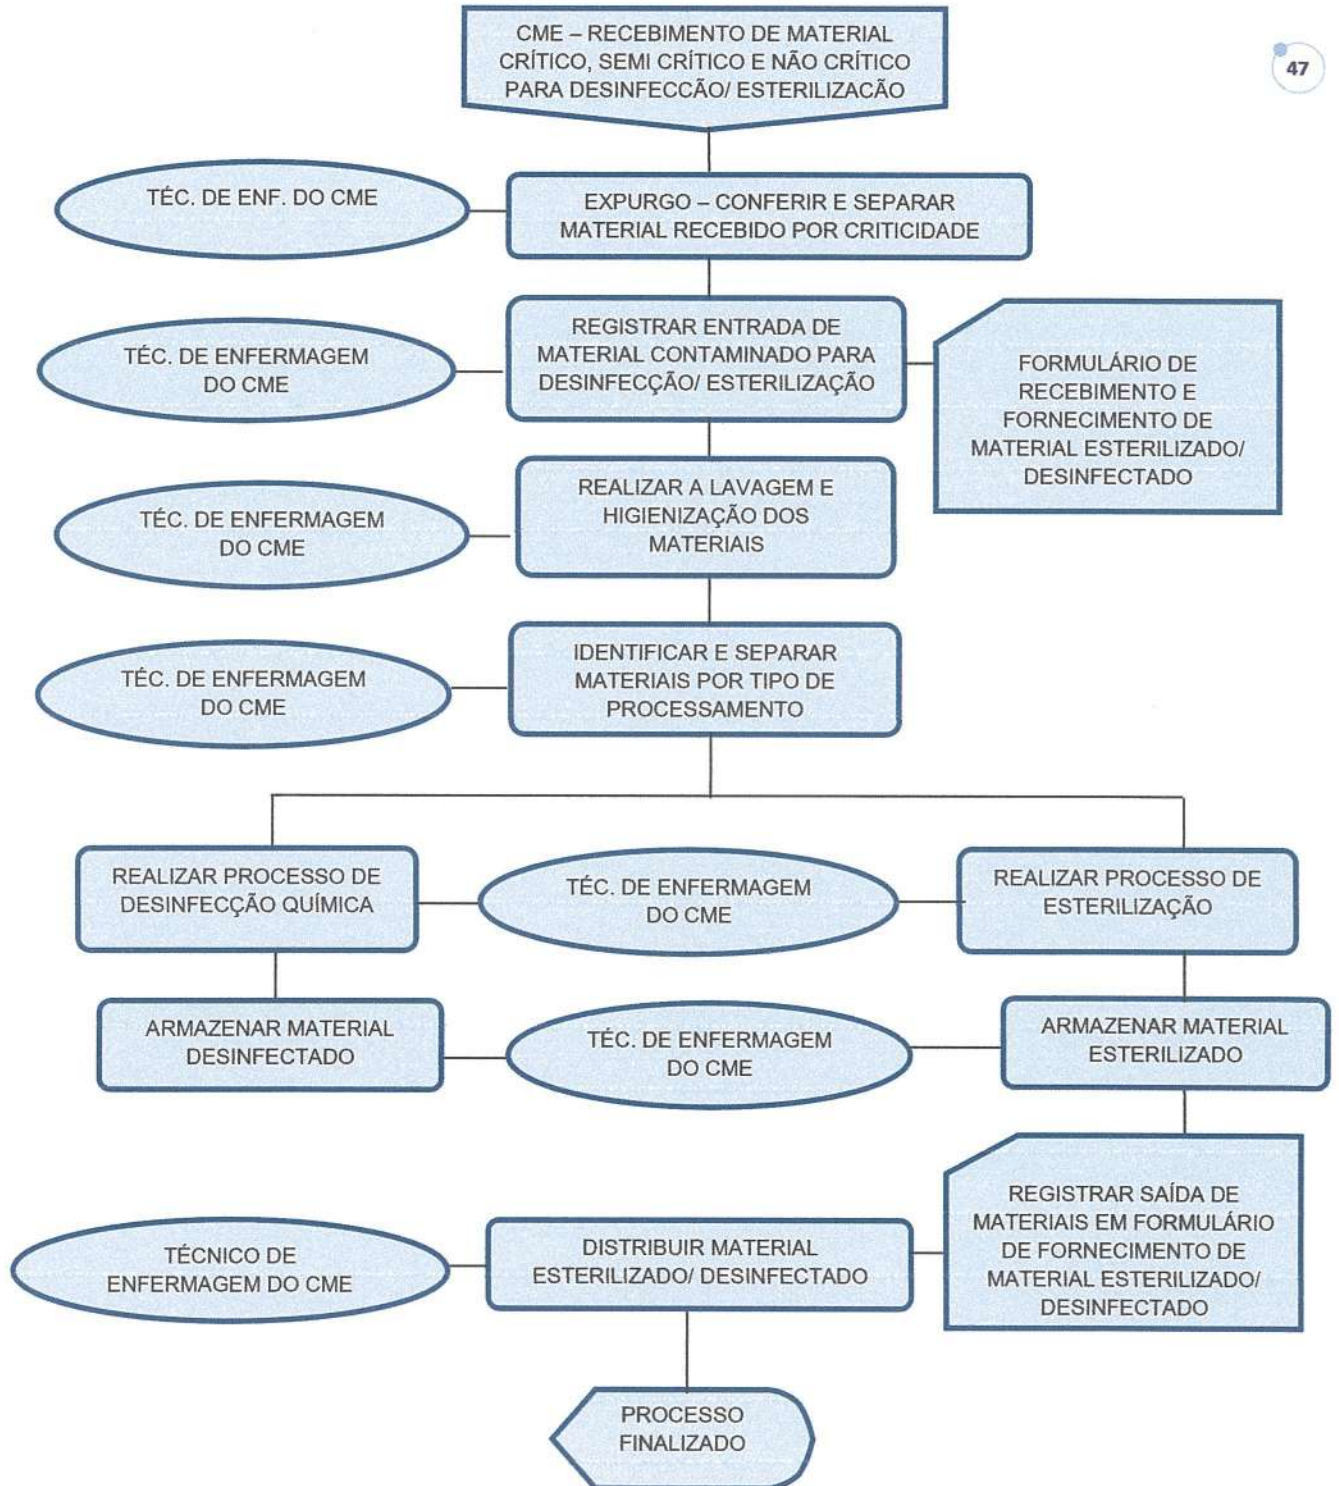 CME – RECEBIMENTO DE MATERIAL
CRÍTICO, SEMI CRÍTICO E NÃO CRÍTICO
PARA DESINFECCÃO/ ESTERILIZACÃO
47
TÉC. DE ENF. DO CME
EXPURGO – CONFERIR E SEPARAR
MATERIAL RECEBIDO POR CRITICIDADE
TÉC. DE ENFERMAGEM
DO CME
REGISTRAR ENTRADA DE
MATERIAL CONTAMINADO PARA
DESINFECÇÃO/ ESTERILIZAÇÃO
FORMULÁRIO DE
RECEBIMENTO E
FORNECIMENTO DE
MATERIAL ESTERILIZADO/
DESINFECTADO
TÉC. DE ENFERMAGEM
DO CME
REALIZAR A LAVAGEM E
HIGIENIZAÇÃO DOS
MATERIAIS
TÉC. DE ENFERMAGEM
DO CME
IDENTIFICAR E SEPARAR
MATERIAIS POR TIPO DE
PROCESSAMENTO
REALIZAR PROCESSO DE
DESINFECÇÃO QUÍMICA
TÉC. DE ENFERMAGEM
DO CME
REALIZAR PROCESSO DE
ESTERILIZAÇÃO
ARMAZENAR MATERIAL
DESINFECTADO
TÉC. DE ENFERMAGEM
DO CME
ARMAZENAR MATERIAL
ESTERILIZADO
TÉCNICO DE
ENFERMAGEM DO CME
DISTRIBUIR MATERIAL
ESTERILIZADO/ DESINFECTADO
REGISTRAR SAÍDA DE
MATERIAIS EM FORMULÁRIO
DE FORNECIMENTO DE
MATERIAL ESTERILIZADO/
DESINFECTADO
PROCESSO
FINALIZADO